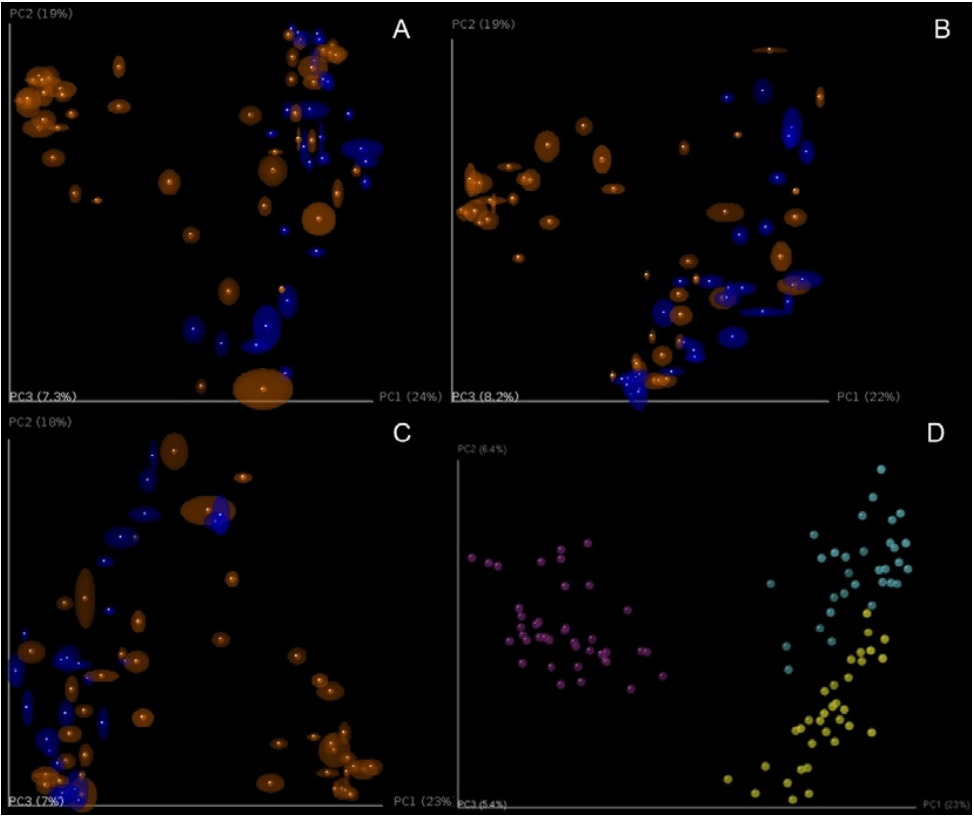 PC2 (19%)
A
PC3 (7.3%)
PC1 (24%)
PC2 (19%)
B
PC3 (8.2%)
PC1 (22%)
PC2 (18%)
C
PC3 (7%)
PC1 (23%)
PC2 (6.4%)
D
PC3 (5.4%)
PC1 (23%)